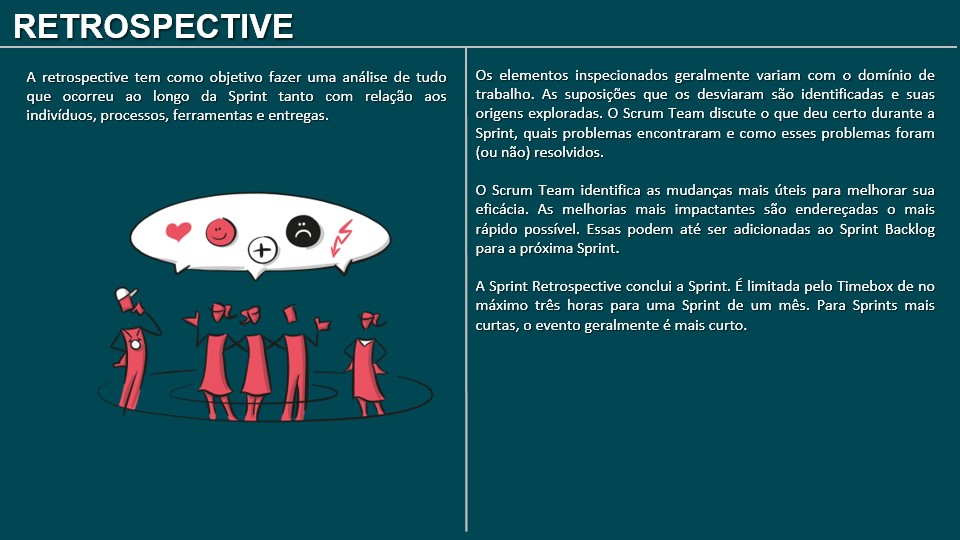 RETROSPECTIVE
A retrospective tem como objetivo fazer uma análise de tudo
que ocorreu ao longo da Sprint tanto com relação aos
indivíduos, processos, ferramentas e entregas.
Os elementos inspecionados geralmente variam com o domínio de
trabalho. As suposições que os desviaram são identificadas e suas
origens exploradas. O Scrum Team discute o que deu certo durante a
Sprint, quais problemas encontraram e como esses problemas foram
(ou não) resolvidos.
O Scrum Team identifica as mudanças mais úteis para melhorar sua
eficácia. As melhorias mais impactantes são endereçadas o mais
rápido possível. Essas podem até ser adicionadas ao Sprint Backlog
para a próxima Sprint.
A Sprint Retrospective conclui a Sprint. É limitada pelo Timebox de no
máximo três horas para uma Sprint de um mês. Para Sprints mais
curtas, o evento geralmente é mais curto.